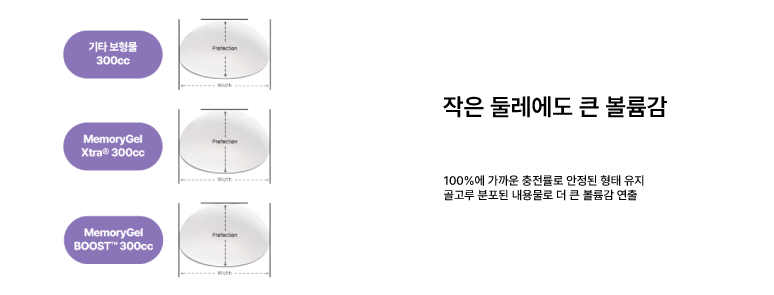 기타 보형물
300cc
Prefection
Width
MemoryGel
Xtra® 300cc
Prefection
Width
MemoryGel
BOOST™ 300cc
Prefection
Width
작은 둘레에도 큰 볼륨감
100%에 가까운 충전률로 안정된 형태 유지
골고루 분포된 내용물로 더 큰 볼륨감 연출